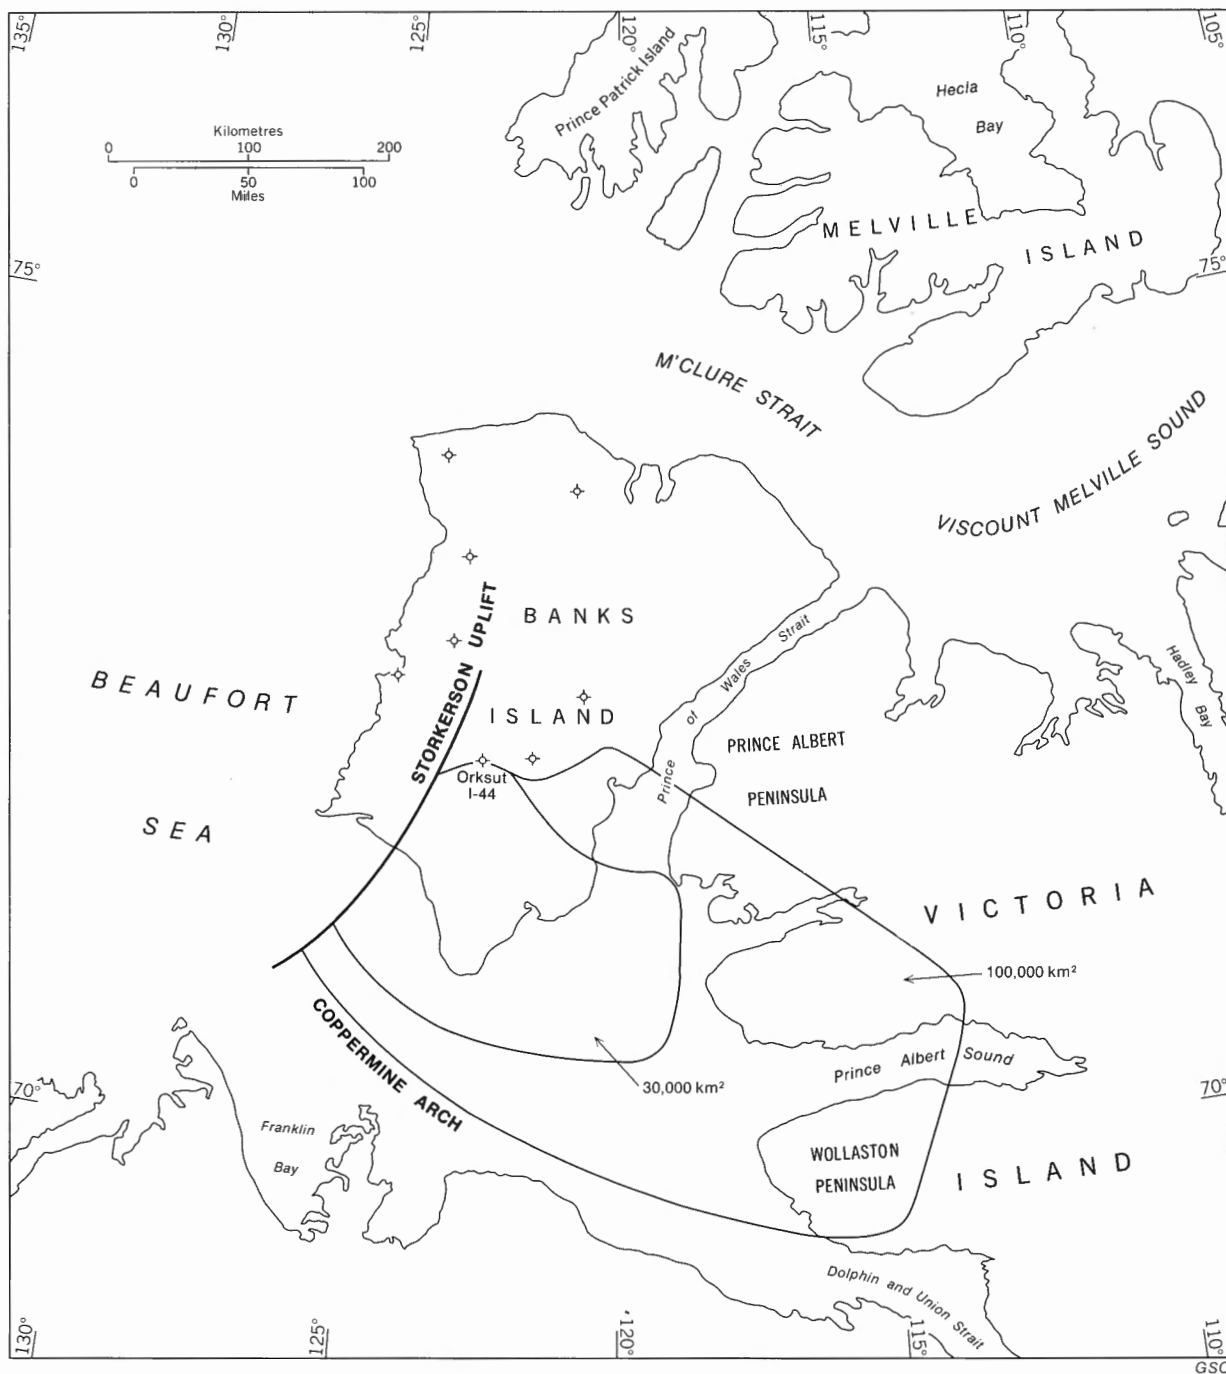 135°
130°
125°
120°
115°
110°
105°
Prince Patrick Island
Hecla
Bay
Kilometres
0 100 200
0 50 100
Miles
MELVILLE
ISLAND
75°
75°
M'CLURE STRAIT
VISCOUNT MELVILLE SOUND
STORKERSON UPLIFT
BANKS
ISLAND
Prince of Wales Strait
Hadley
Bay
BEAUFORT
SEA
PRINCE ALBERT
PENINSULA
Orksut
I-44
VICTORIA
ISLAND
100,000 km²
COPPERMINE ARCH
Prince Albert Sound
30,000 km²
70°
70°
Franklin
Bay
WOLLASTON
PENINSULA
Dolphin and Union Strait
130°
125°
120°
115°
110°
GSC